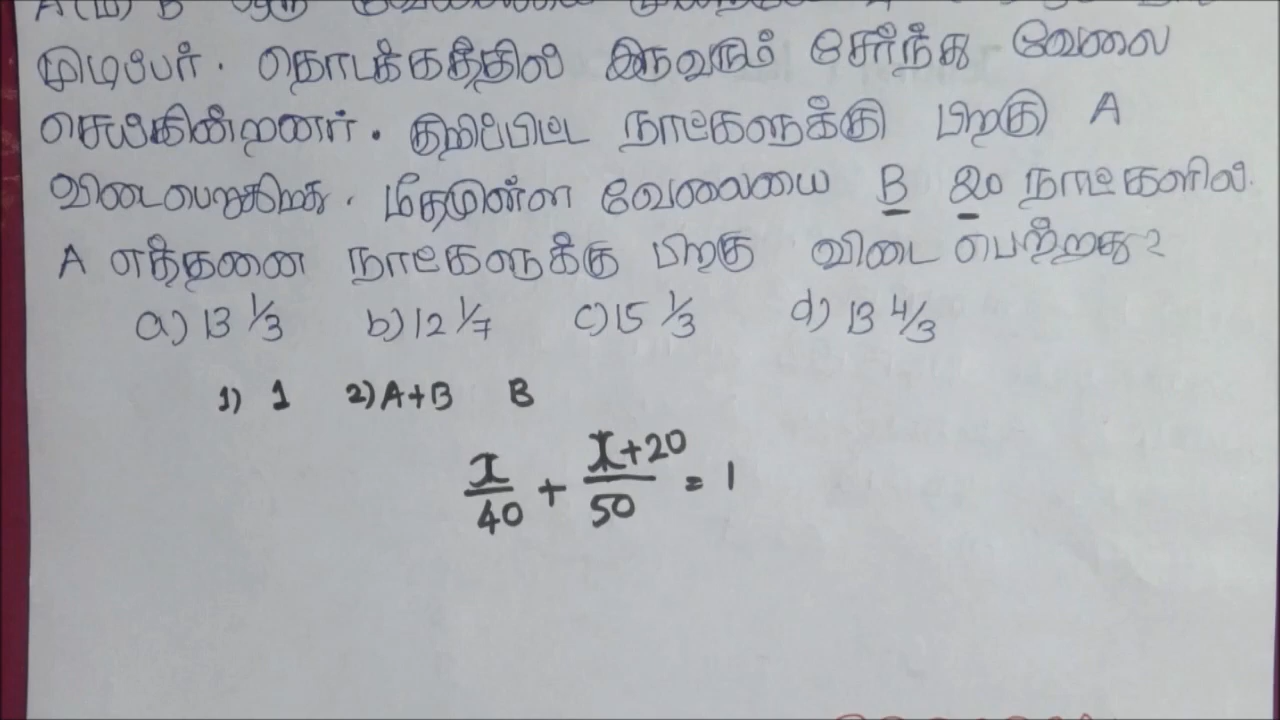 A (ம) B ஒரு வேலையை
முடிப்பர். தொடக்கத்தில் இருவரும் சேர்ந்து வேலை
செய்கின்றனர். குறிப்பிட்ட நாட்களுக்கு பிறகு A
விடைபெறுகிறது. மீதமுள்ள வேலையை B 20 நாட்களில்.
A எத்தனை நாட்களுக்கு பிறகு விடை பெற்றது?
a) 13 1/3 b) 12 1/7 c) 15 1/3 d) 13 4/3
1) 1 2) A+B B
x/40 + x+20/50 = 1